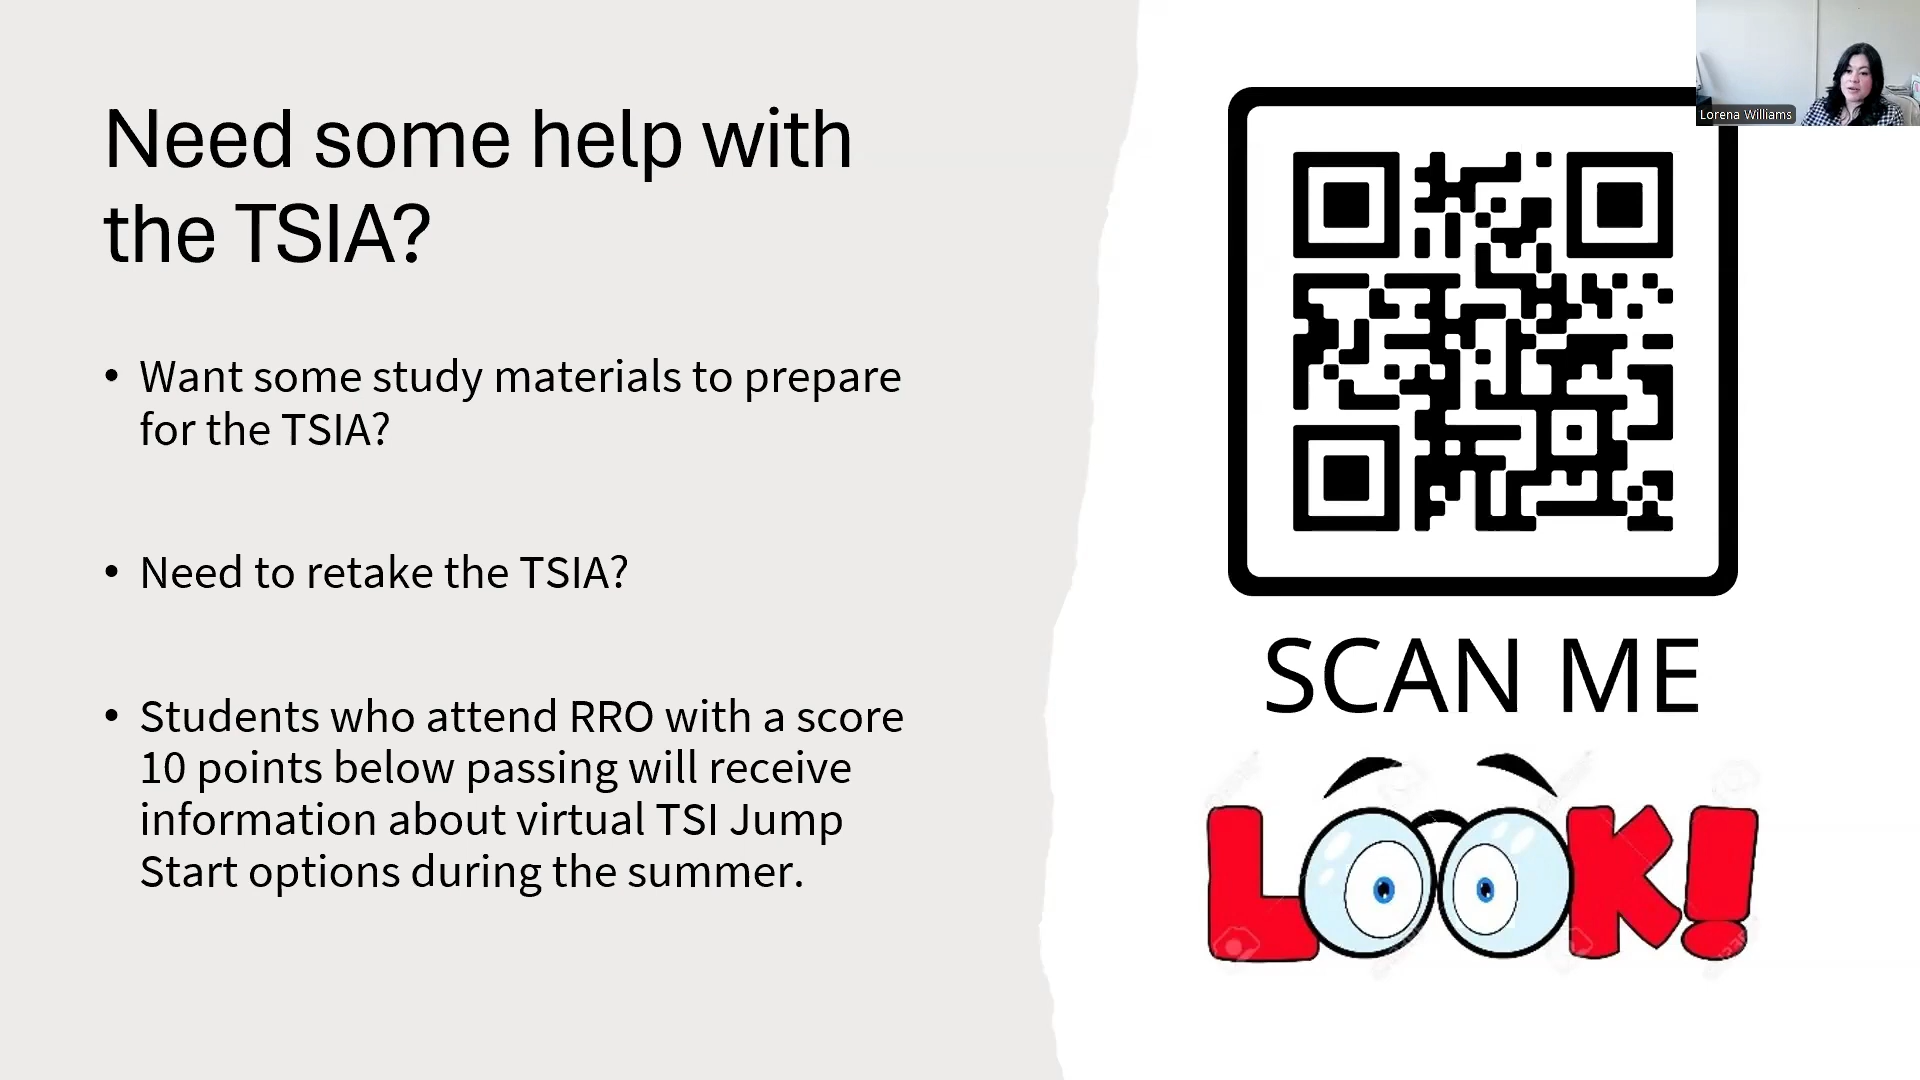 Need some help with
the TSIA?
• Want some study materials to prepare
for the TSIA?
• Need to retake the TSIA?
• Students who attend RRO with a score
10 points below passing will receive
information about virtual TSI Jump
Start options during the summer.
Lorena Williams
SCAN ME
LOOK!